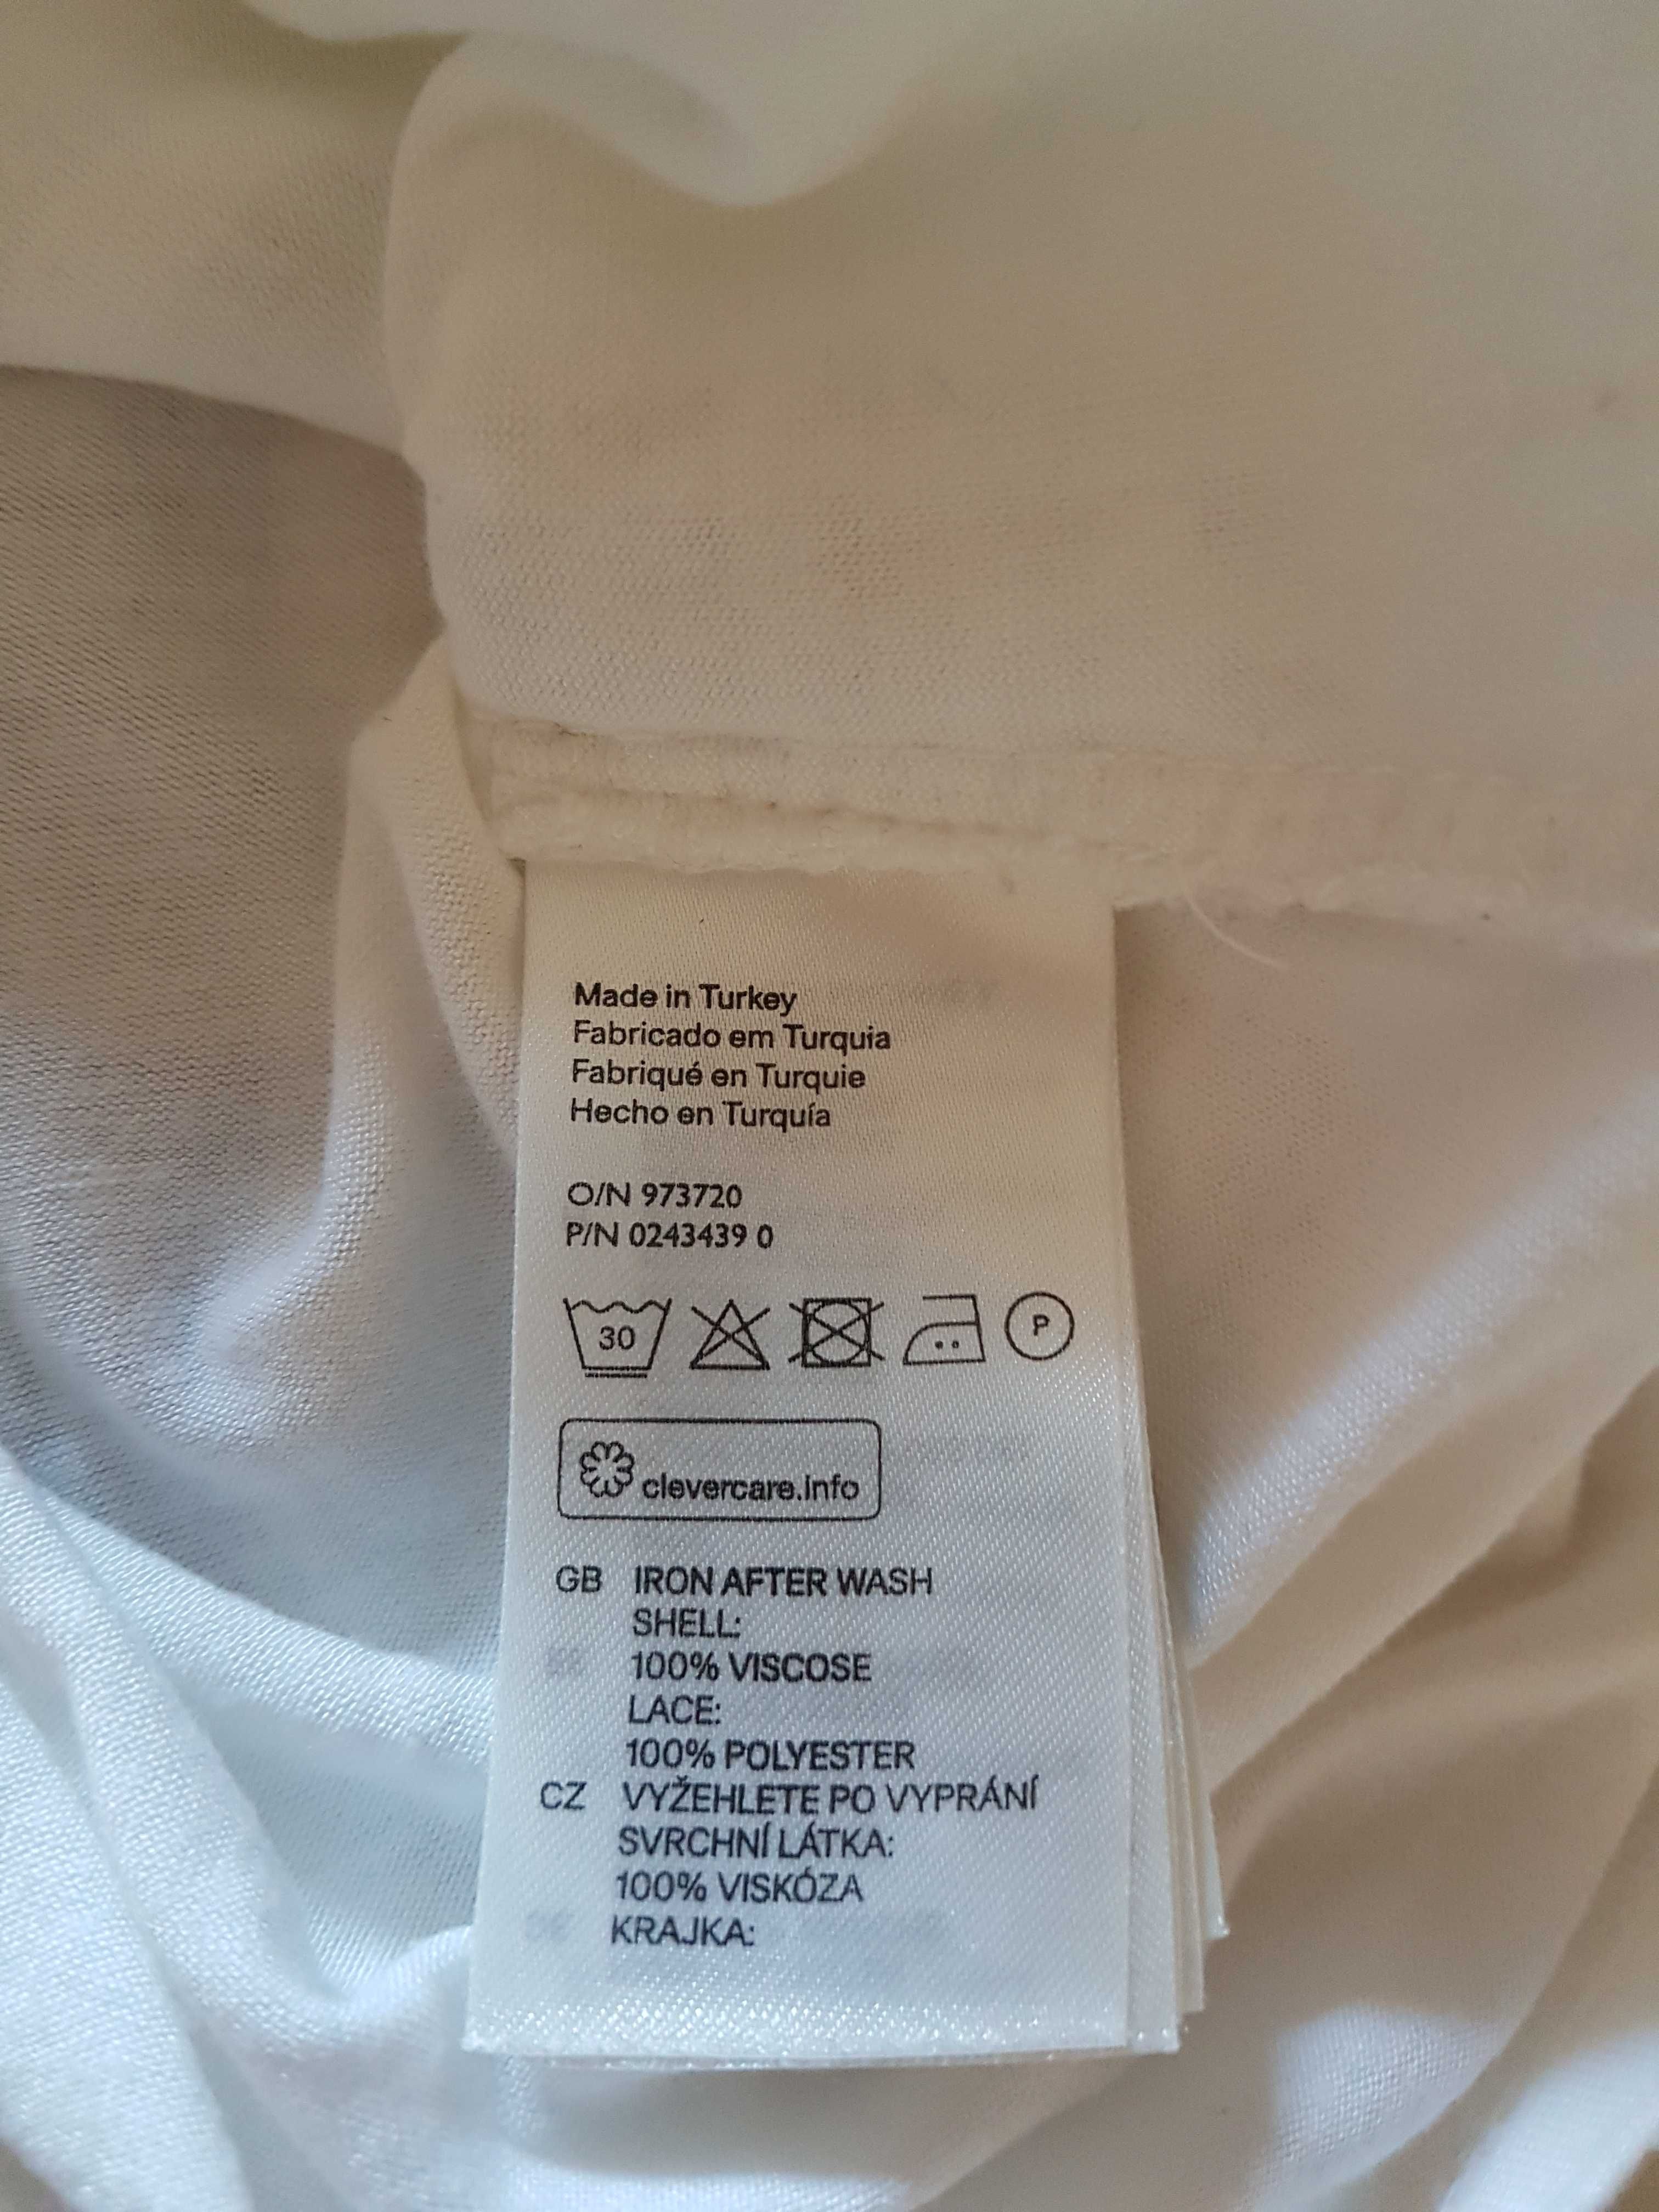 Made in Turkey
Fabricado em Turquia
Fabriqué en Turquie
Hecho en Turquía
O/N 973720
P/N 0243439 0
30 P
clevercare.info
GB IRON AFTER WASH
SHELL:
100% VISCOSE
LACE:
100% POLYESTER
CZ VYŽEHLETE PO VYPRÁNÍ
SVRCHNÍ LÁTKA:
100% VISKÓZA
KRAJKA: